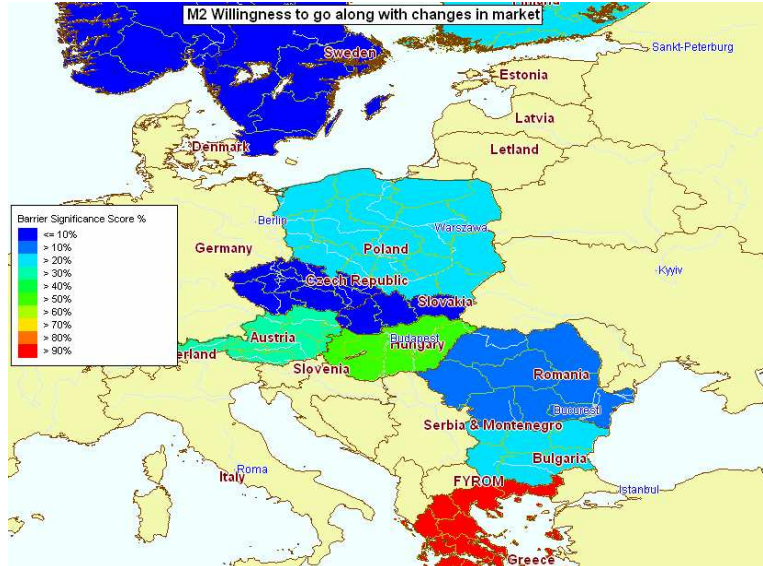 M2 Willingness to go along with changes in market
Finland
Sweden
Sankt-Peterburg
Estonia
Latvia
Denmark
Letland
Barrier Significance Score %
<= 10%
> 10%
> 20%
> 30%
> 40%
> 50%
> 60%
> 70%
> 80%
> 90%
Berlin
Warszawa
Germany
Poland
Kyyiv
Czech Republic
Slovakia
Austria
Budapest
Hungary
erland
Slovenia
Romania
Bucuresti
Serbia & Montenegro
Bulgaria
Roma
Italy
FYROM
Istanbul
Greece